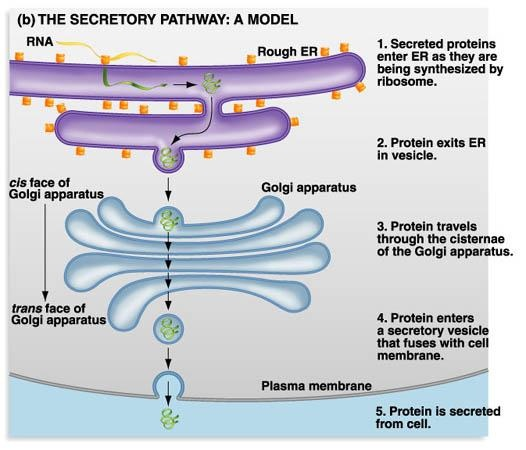 (b) THE SECRETORY PATHWAY: A MODEL
RNA
Rough ER
1. Secreted proteins
enter ER as they are
being synthesized by
ribosome.
2. Protein exits ER
in vesicle.
cis face of
Golgi apparatus
Golgi apparatus
3. Protein travels
through the cisternae
of the Golgi apparatus.
trans face of
Golgi apparatus
4. Protein enters
a secretory vesicle
that fuses with cell
membrane.
Plasma membrane
5. Protein is secreted
from cell.